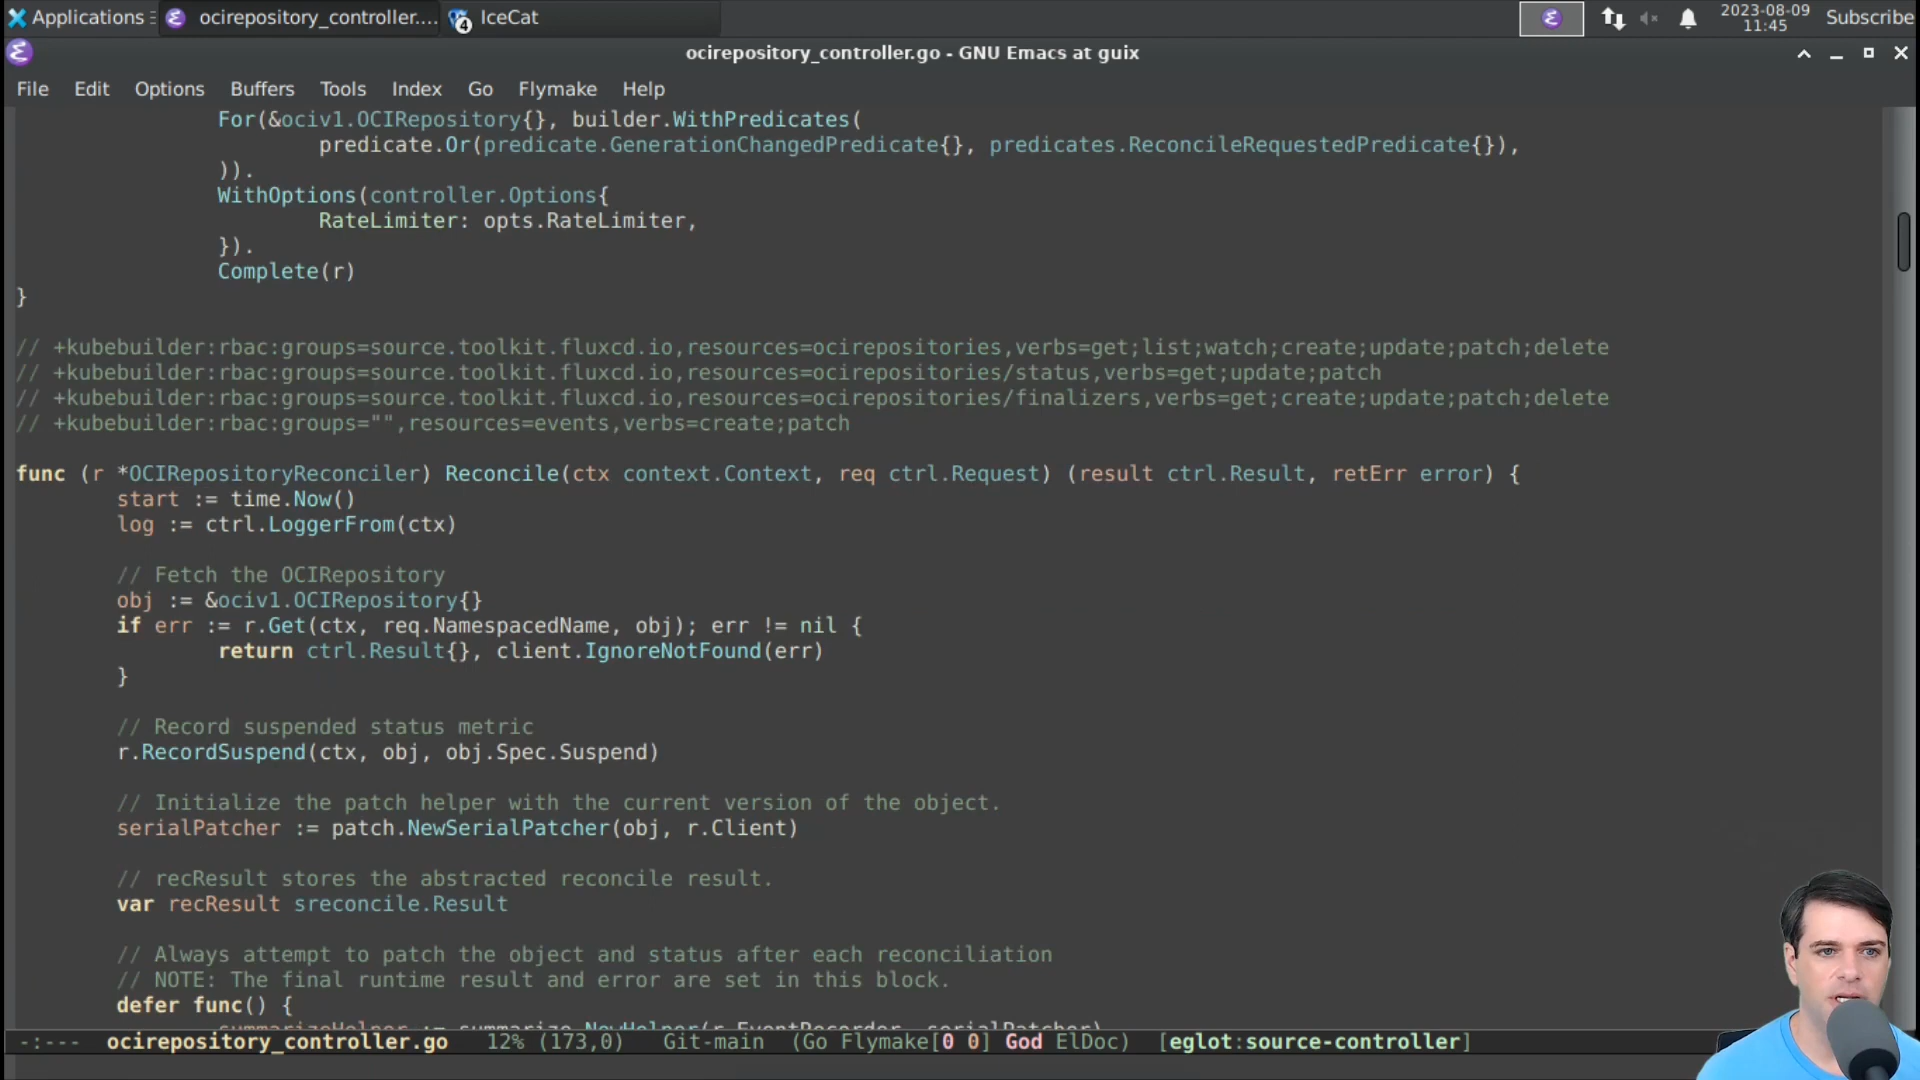 Applications
ocirepository_controller....
4
IceCat
2023-08-09
11:45
Subscribe
ocirepository_controller.go - GNU Emacs at guix
File Edit Options Buffers Tools Index Go Flymake Help
For(&ociv1.OCIRepository{}, builder.WithPredicates(
predicate.Or(predicate.GenerationChangedPredicate{}, predicates.ReconcileRequestedPredicate{}),
)).
WithOptions(controller.Options{
RateLimiter: opts.RateLimiter,
}).
Complete(r)
}
// +kubebuilder:rbac:groups=source.toolkit.fluxcd.io,resources=ocirepositories,verbs=get;list;watch;create;update;patch;delete
// +kubebuilder:rbac:groups=source.toolkit.fluxcd.io,resources=ocirepositories/status,verbs=get;update;patch
// +kubebuilder:rbac:groups=source.toolkit.fluxcd.io,resources=ocirepositories/finalizers,verbs=get;create;update;patch;delete
// +kubebuilder:rbac:groups="",resources=events,verbs=create;patch
func (r *OCIRepositoryReconciler) Reconcile(ctx context.Context, req ctrl.Request) (result ctrl.Result, retErr error) {
start := time.Now()
log := ctrl.LoggerFrom(ctx)
// Fetch the OCIRepository
obj := &ociv1.OCIRepository{}
if err := r.Get(ctx, req.NamespacedName, obj); err != nil {
return ctrl.Result{}, client.IgnoreNotFound(err)
}
// Record suspended status metric
r.RecordSuspend(ctx, obj, obj.Spec.Suspend)
// Initialize the patch helper with the current version of the object.
serialPatcher := patch.NewSerialPatcher(obj, r.Client)
// recResult stores the abstracted reconcile result.
var recResult sreconcile.Result
// Always attempt to patch the object and status after each reconciliation
// NOTE: The final runtime result and error are set in this block.
defer func() {
summarizeHelper := summarize.NewHelper(r.EventRecorder, serialPatcher)
-:--- ocirepository_controller.go 12% (173,0) Git-main (Go Flymake[0 0] God ElDoc) [eglot:source-controller]